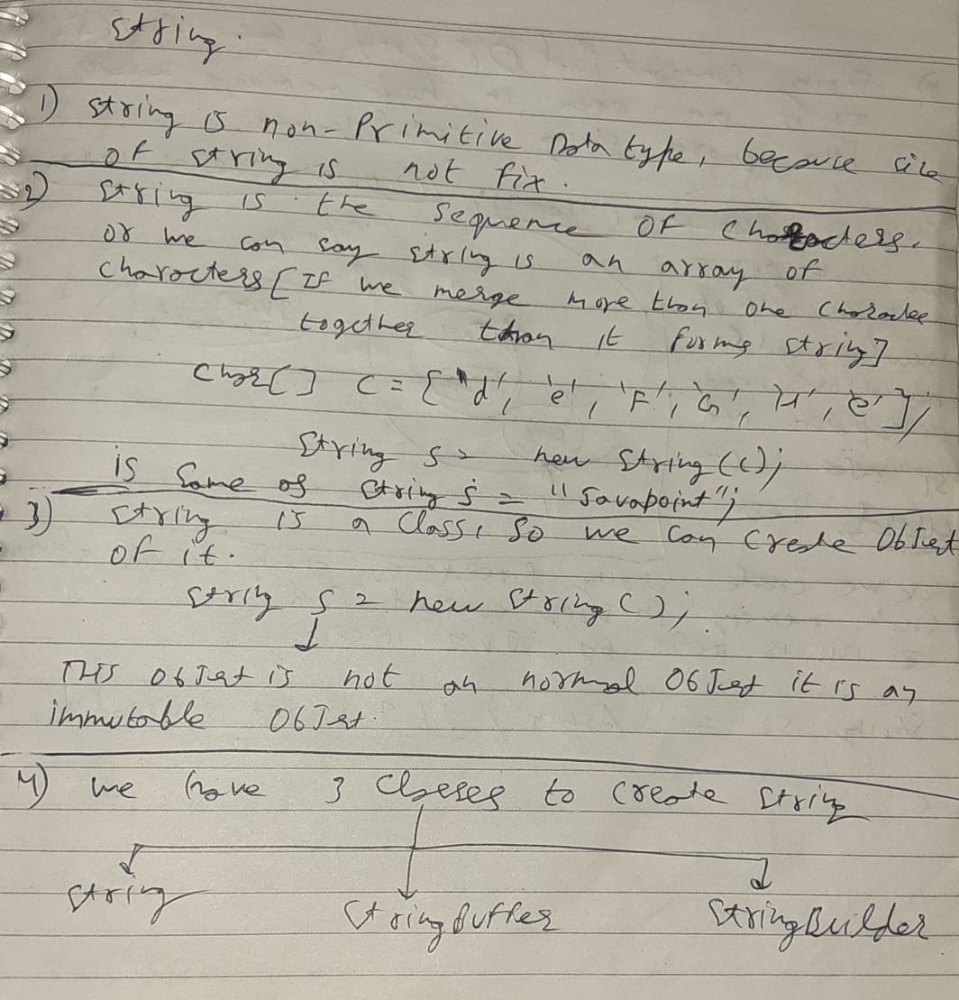 String.
1) string is non-Primitive Data type, because size
of string is not fix.
2) string is the sequence of characters.
or we can say string is an array of
characters [If we merge more than one character
together than it forms string]
char[] c = { 'd', 'e', 'F', 'G', 'H', 'e' };
String s = new String(c);
is same as String s = "Javapoint";
3) string is a class, so we can create Object
of it.
string s = new String();
THIS ObJect is not an normal ObJect it is an
immutable ObJect.
4) we have 3 classes to create string
string
StringBuffer StringBuilder